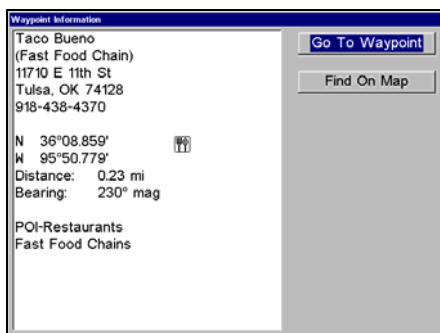 Waypoint Information
Taco Bueno
(Fast Food Chain)
11710 E 11th St
Tulsa, OK 74128
918-438-4370
N 36°08.859'
W 95°50.779'
Distance: 0.23 mi
Bearing: 230° mag
POI-Restaurants
Fast Food Chains
Go To Waypoint
Find On Map